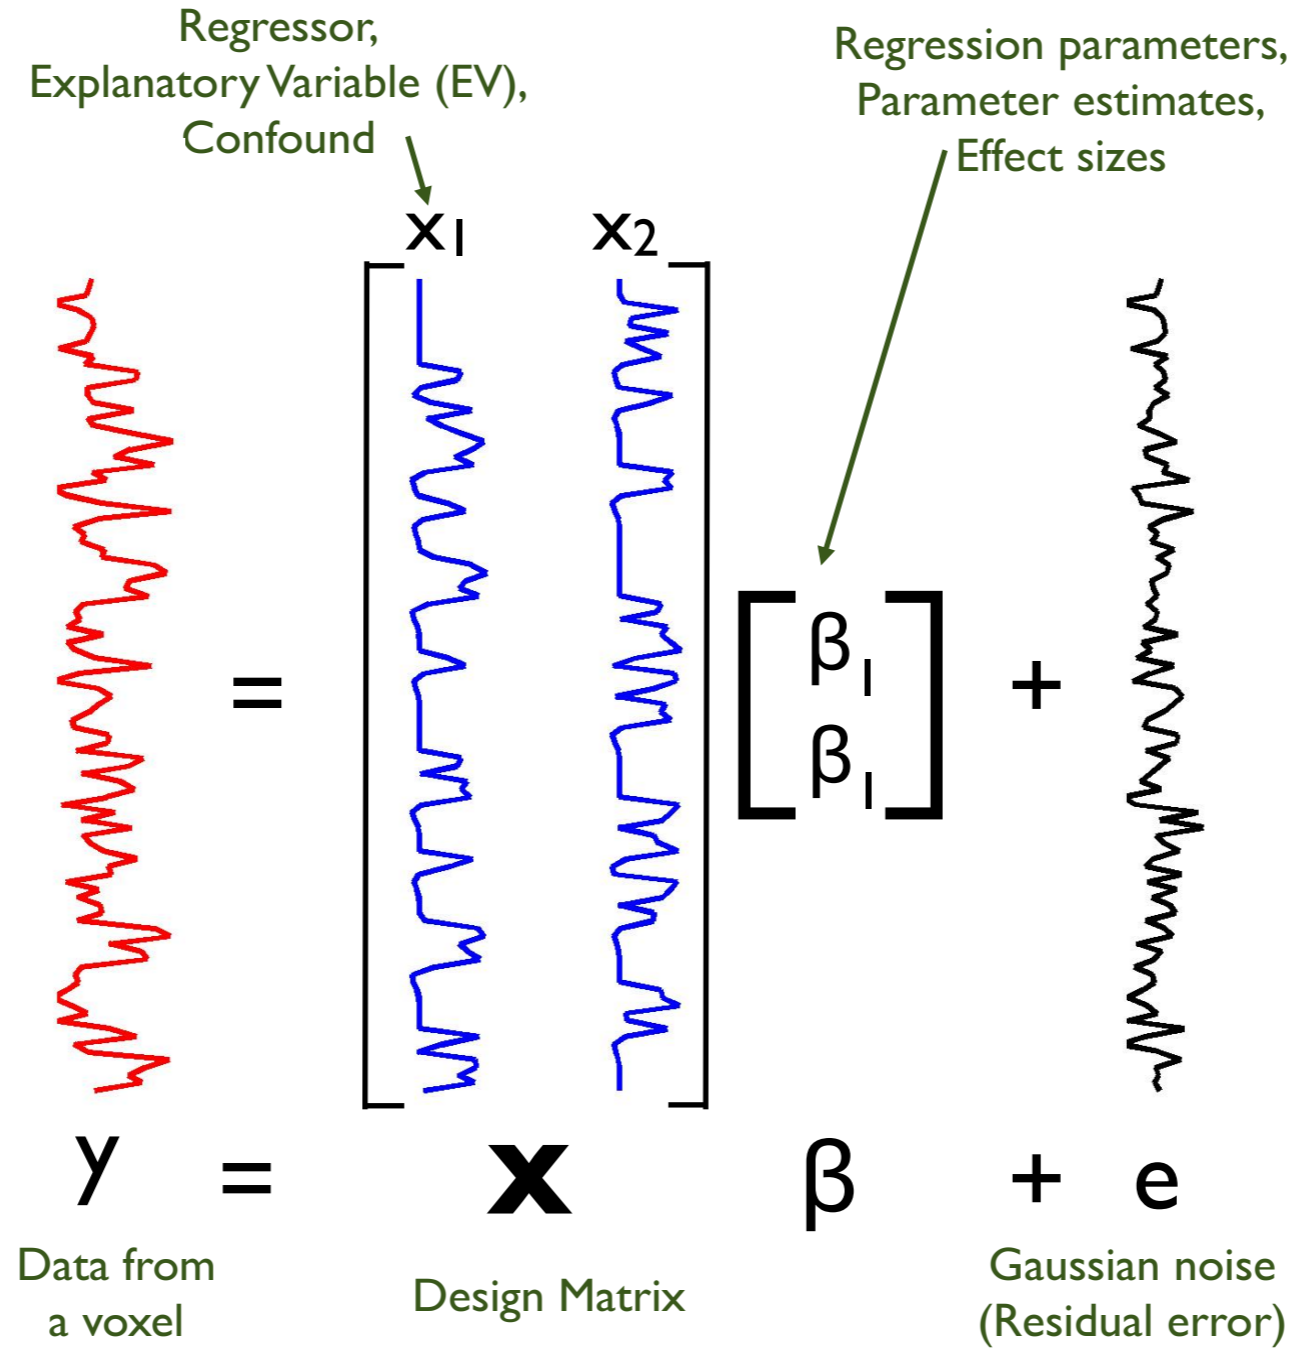 Regressor,
Explanatory Variable (EV),
Confound
Regression parameters,
Parameter estimates,
Effect sizes
x1
x2
=
β1
β1
+
y = x β + e
Data from
a voxel
Design Matrix
Gaussian noise
(Residual error)